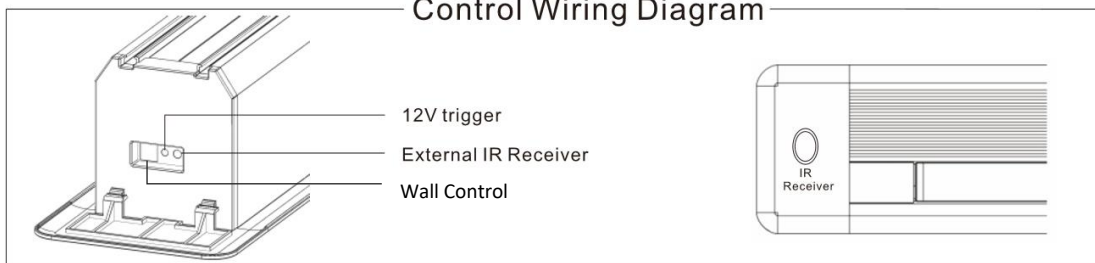 Control Wiring Diagram
12V trigger
External IR Receiver
Wall Control
IR
Receiver